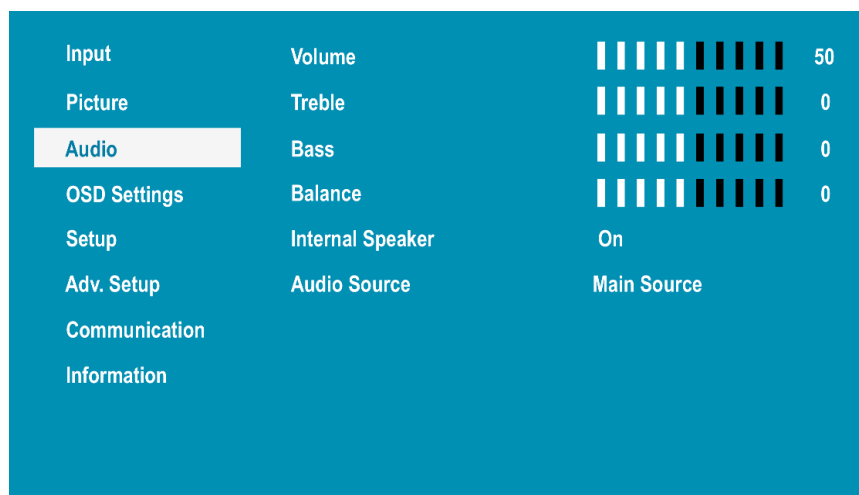 Input Volume 50
Picture Treble 0
Audio Bass 0
OSD Settings Balance 0
Setup Internal Speaker On
Adv. Setup Audio Source Main Source
Communication
Information